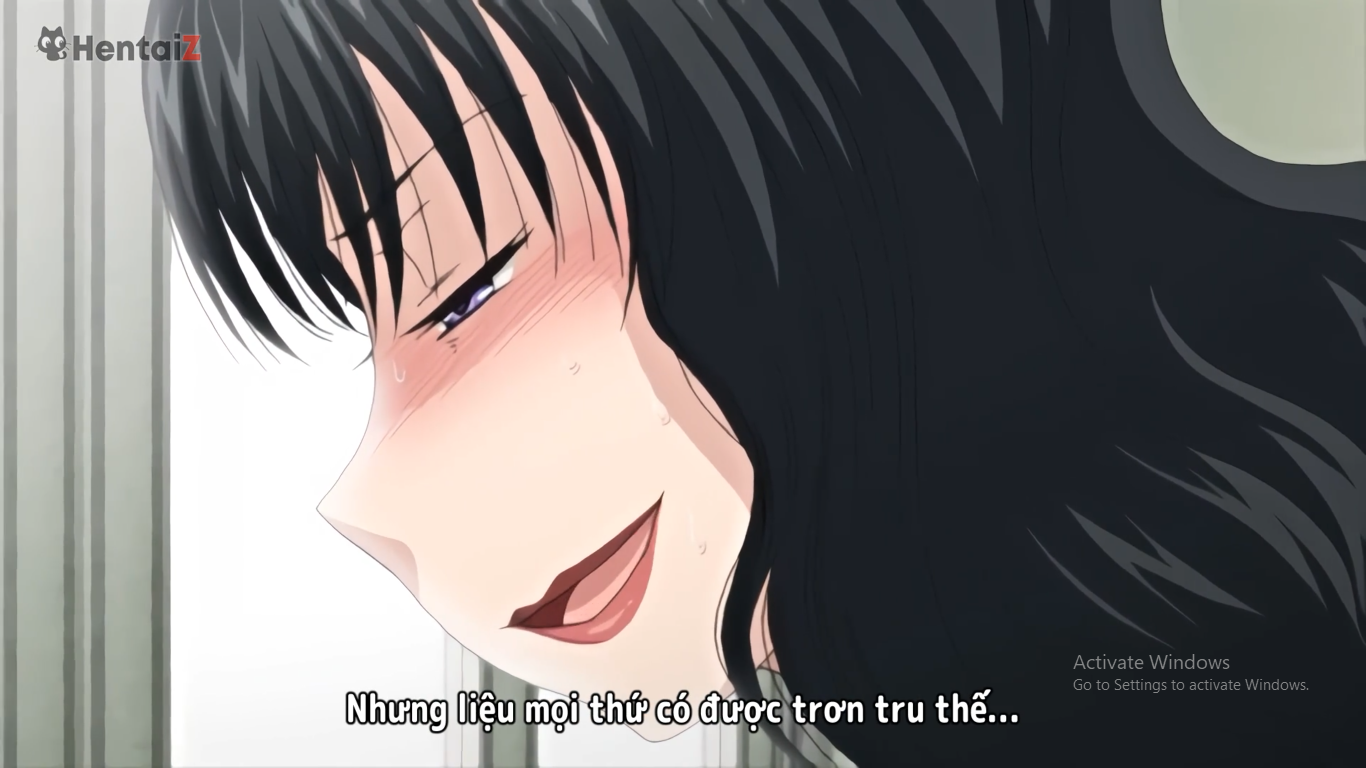 HentaiZ
Activate Windows
Go to Settings to activate Windows.
Nhưng liệu mọi thứ có được trơn tru thế...